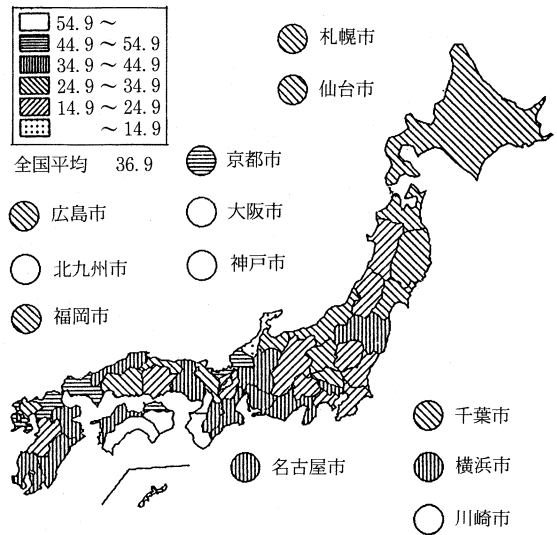 54.9～
44.9～54.9
34.9～44.9
24.9～34.9
14.9～24.9
～14.9
全国平均 36.9
札幌市
仙台市
京都市
広島市
大阪市
北九州市
神戸市
福岡市
千葉市
名古屋市
横浜市
川崎市